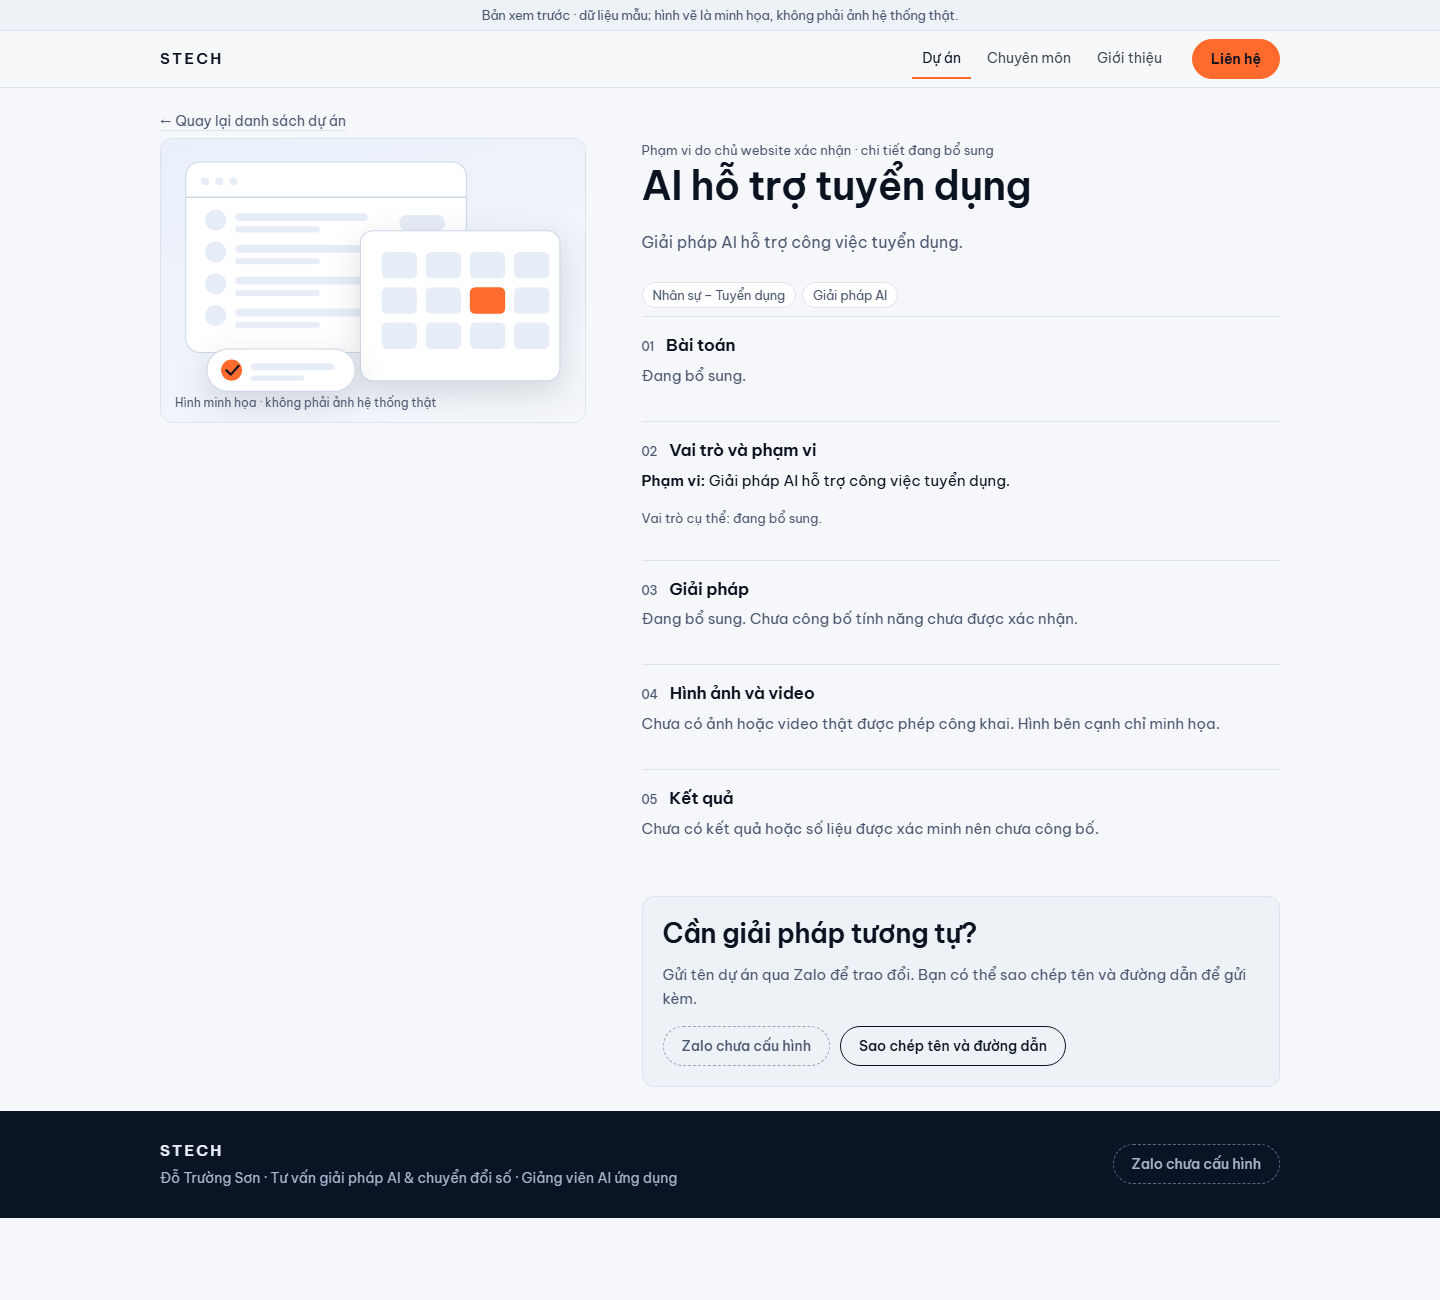 Bản xem trước · dữ liệu mẫu; hình vẽ là minh họa, không phải ảnh hệ thống thật.
STECH
Dự án
Chuyên môn
Giới thiệu
Liên hệ
← Quay lại danh sách dự án
Hình minh họa · không phải ảnh hệ thống thật
Phạm vi do chủ website xác nhận · chi tiết đang bổ sung
AI hỗ trợ tuyển dụng
Giải pháp AI hỗ trợ công việc tuyển dụng.
Nhân sự – Tuyển dụng
Giải pháp AI
01 Bài toán
Đang bổ sung.
02 Vai trò và phạm vi
Phạm vi: Giải pháp AI hỗ trợ công việc tuyển dụng.
Vai trò cụ thể: đang bổ sung.
03 Giải pháp
Đang bổ sung. Chưa công bố tính năng chưa được xác nhận.
04 Hình ảnh và video
Chưa có ảnh hoặc video thật được phép công khai. Hình bên cạnh chỉ minh họa.
05 Kết quả
Chưa có kết quả hoặc số liệu được xác minh nên chưa công bố.
Cần giải pháp tương tự?
Gửi tên dự án qua Zalo để trao đổi. Bạn có thể sao chép tên và đường dẫn để gửi
kèm.
Zalo chưa cấu hình
Sao chép tên và đường dẫn
STECH
Đỗ Trường Sơn · Tư vấn giải pháp AI & chuyển đổi số · Giảng viên AI ứng dụng
Zalo chưa cấu hình